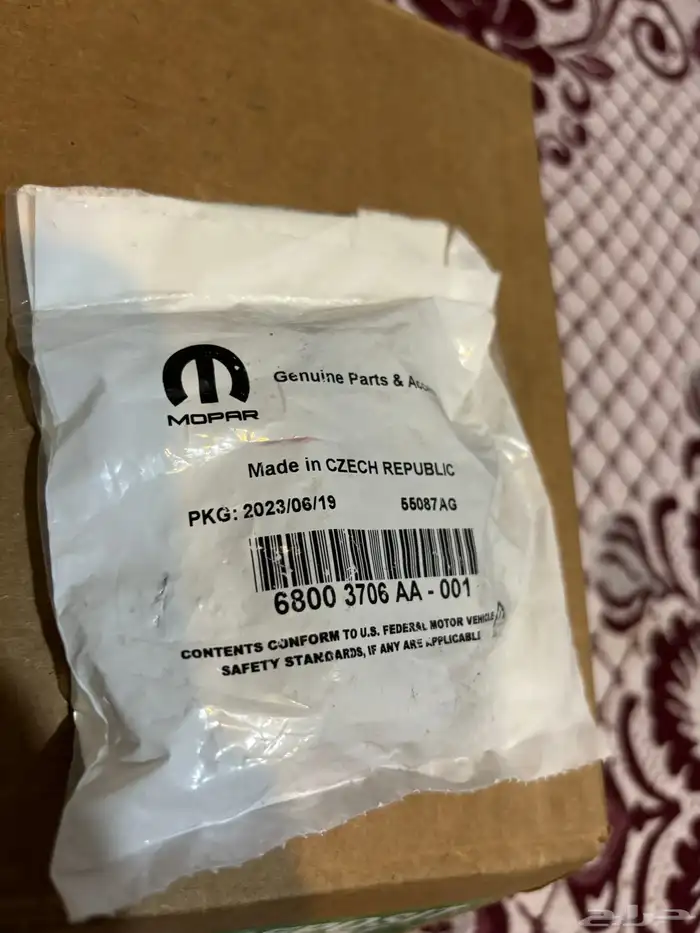 MOPAR
Genuine Parts &
Made in CZECH REPUBLIC
PKG: 2023/06/19 55087AG
6800 3706 AA - 001
CONTENTS CONFORM TO U.S. FEDERAL MOTOR VEHICLE
SAFETY STANDARDS, IF ANY ARE APPLICABLE
حراج